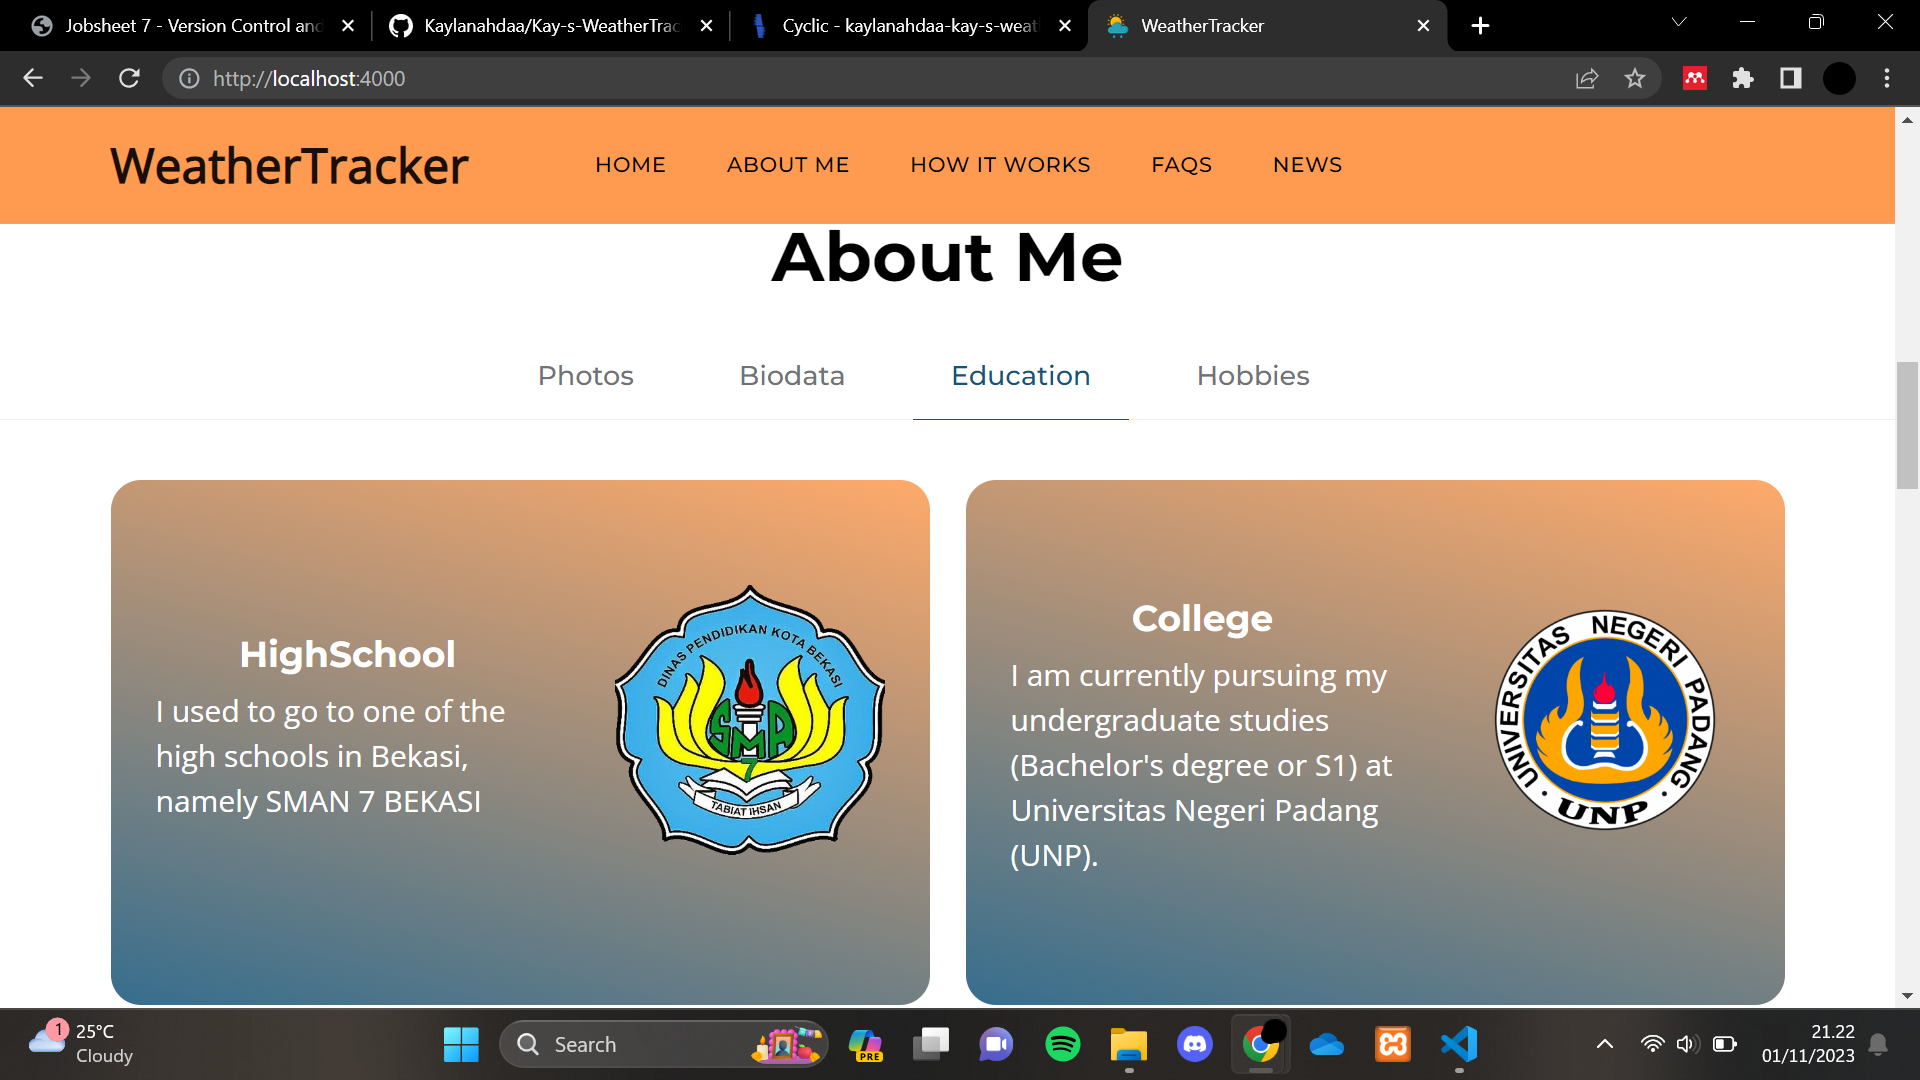 Jobsheet 7 - Version Control and
Kaylanahdaa/Kay-s-WeatherTrac
Cyclic - kaylanahdaa-kay-s-weat
WeatherTracker
http://localhost:4000
WeatherTracker
HOME
ABOUT ME
HOW IT WORKS
FAQS
NEWS
About Me
Photos
Biodata
Education
Hobbies
HighSchool
I used to go to one of the
high schools in Bekasi,
namely SMAN 7 BEKASI
DINAS PENDIDIKAN KOTA BEKASI
SMA
7
TABIAT IHSAN
College
I am currently pursuing my
undergraduate studies
(Bachelor's degree or S1) at
Universitas Negeri Padang
(UNP).
UNIVERSITAS NEGERI PADANG
UNP
1
25°C
Cloudy
Search
PRE
21.22
01/11/2023